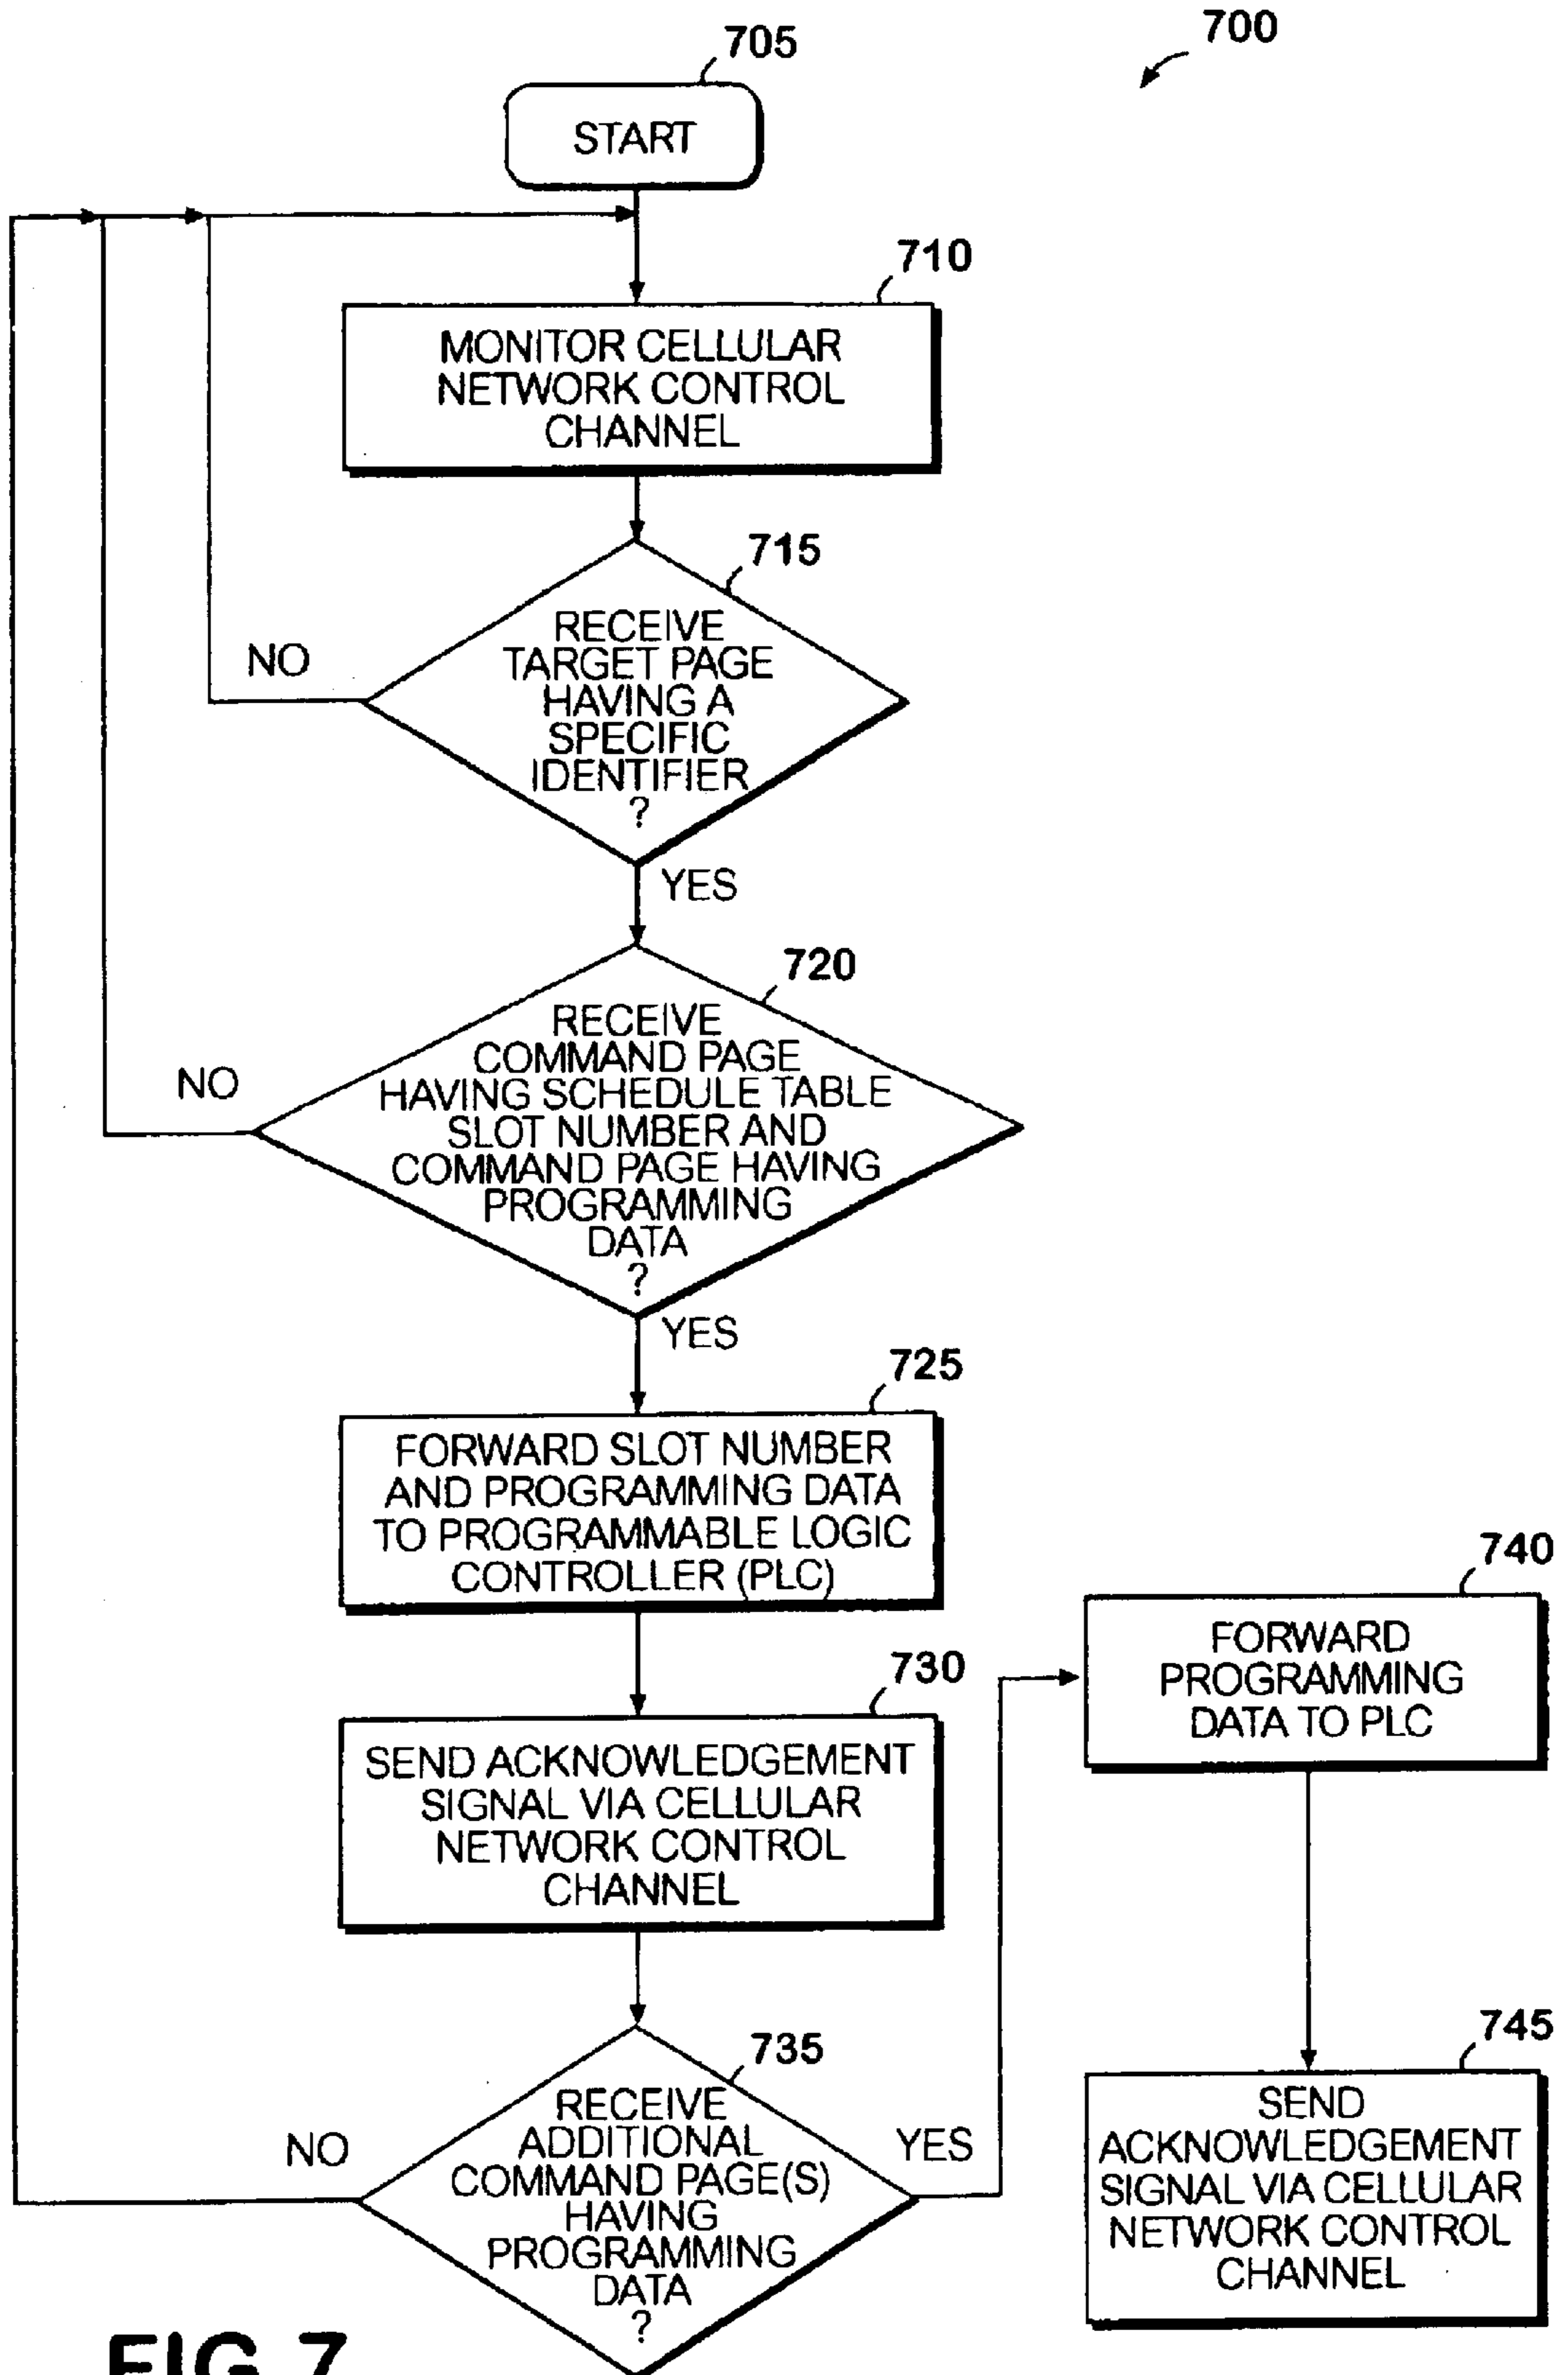 700
705
START
710
MONITOR CELLULAR
NETWORK CONTROL
CHANNEL
715
RECEIVE
TARGET PAGE
HAVING A
SPECIFIC
IDENTIFIER
?
NO
YES
720
RECEIVE
COMMAND PAGE
HAVING SCHEDULE TABLE
SLOT NUMBER AND
COMMAND PAGE HAVING
PROGRAMMING
DATA
?
NO
YES
725
FORWARD SLOT NUMBER
AND PROGRAMMING DATA
TO PROGRAMMABLE LOGIC
CONTROLLER (PLC)
730
SEND ACKNOWLEDGEMENT
SIGNAL VIA CELLULAR
NETWORK CONTROL
CHANNEL
735
RECEIVE
ADDITIONAL
COMMAND PAGE(S)
HAVING
PROGRAMMING
DATA
?
NO
YES
740
FORWARD
PROGRAMMING
DATA TO PLC
745
SEND
ACKNOWLEDGEMENT
SIGNAL VIA CELLULAR
NETWORK CONTROL
CHANNEL
FIG 7